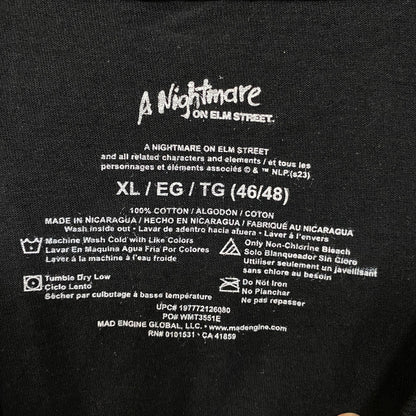 A Nightmare
ON ELM STREET.
A NIGHTMARE ON ELM STREET
and all related characters and elements / et tous les
personnages et éléments associés © & ™ NLP.(s23)
XL / EG / TG (46/48)
100% COTTON / ALGODÓN / COTON
MADE IN NICARAGUA / HECHO EN NICARAGUA / FABRIQUÉ AU NICARAGUA
Wash inside out • Lavar de adentro hacia afuera • Laver à l'envers
Machine Wash Cold with Like Colors
Lavar En Maquina Agua Fria Por Colores
Laver à la machine à l'eau froide
Only Non-Chlorine Bleach
Solo Blanqueador Sin Cloro
Utiliser seulement un javellisant
sans chlore au besoin
Tumble Dry Low
Ciclo Lento
Sécher par culbutage à basse température
Do Not Iron
No Planchar
Ne pas repasser
UPC# 197772126080
PO# WMT3551E
MAD ENGINE GLOBAL, LLC. • www.madengine.com
RN# 0101531 • CA 41859